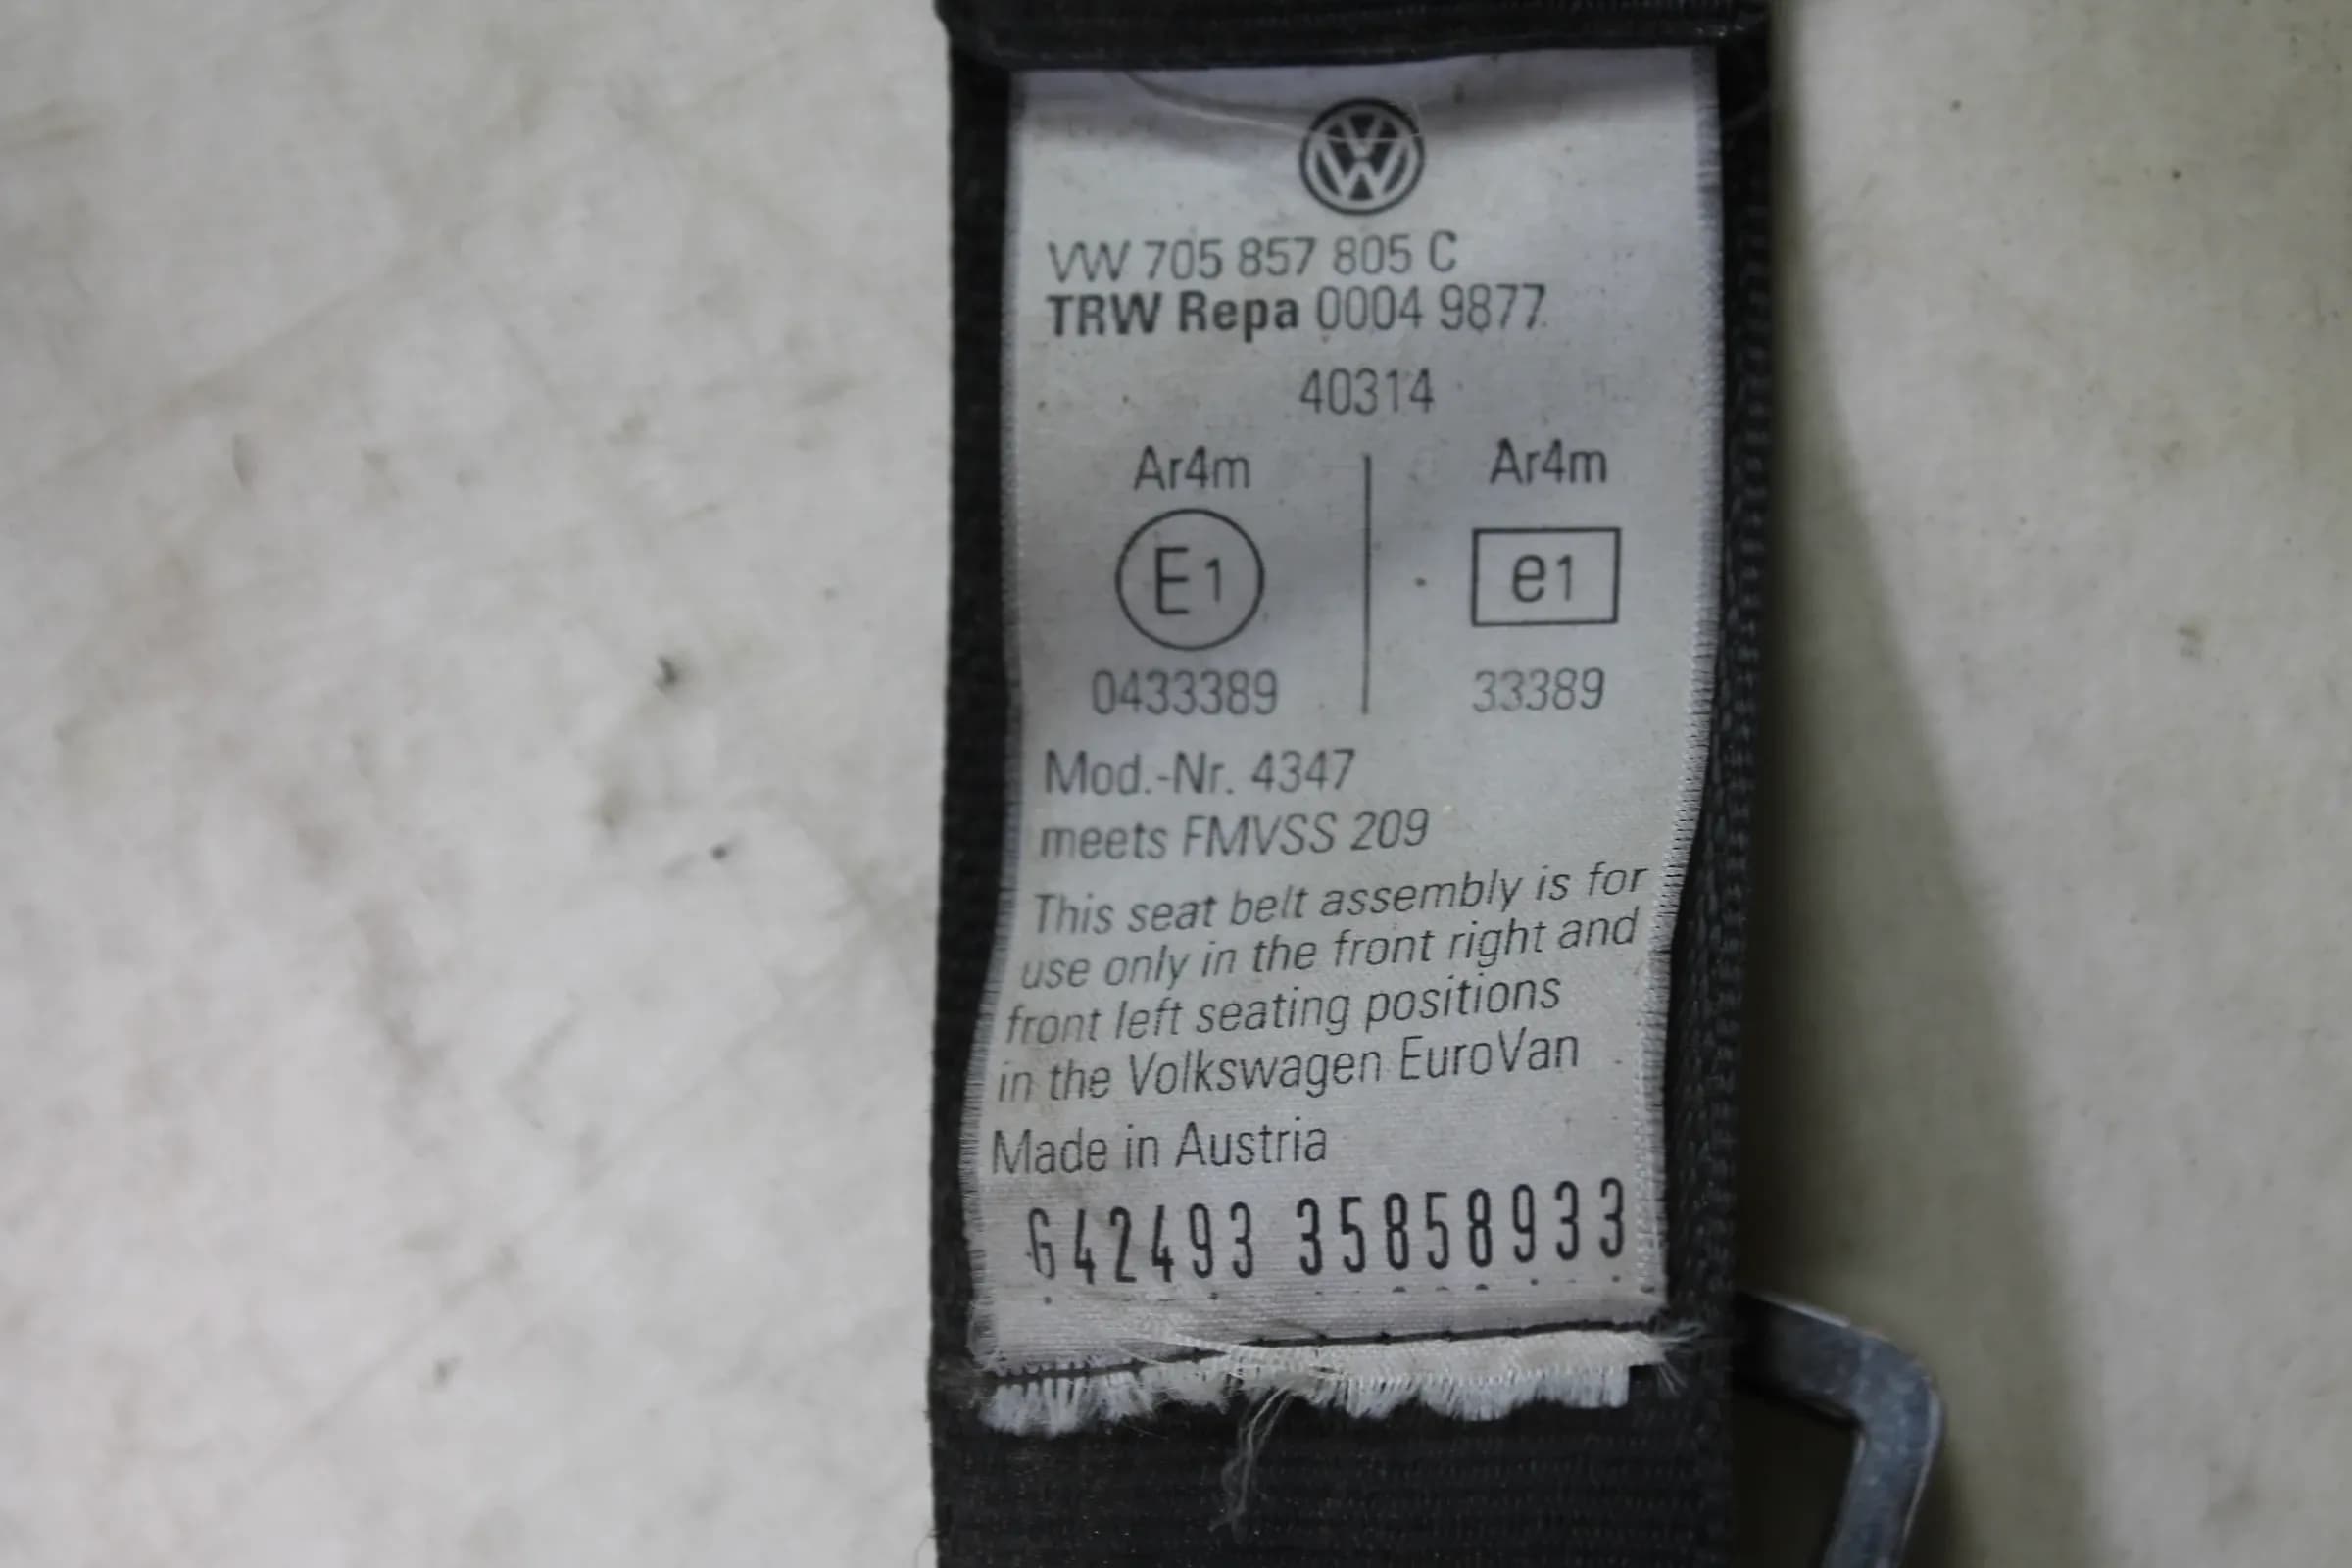 VW 705 857 805 C
TRW Repa 0004 9877
40314
Ar4m Ar4m
E1 e1
0433389 33389
Mod.-Nr. 4347
meets FMVSS 209
This seat belt assembly is for
use only in the front right and
front left seating positions
in the Volkswagen EuroVan
Made in Austria
G42493 35858933